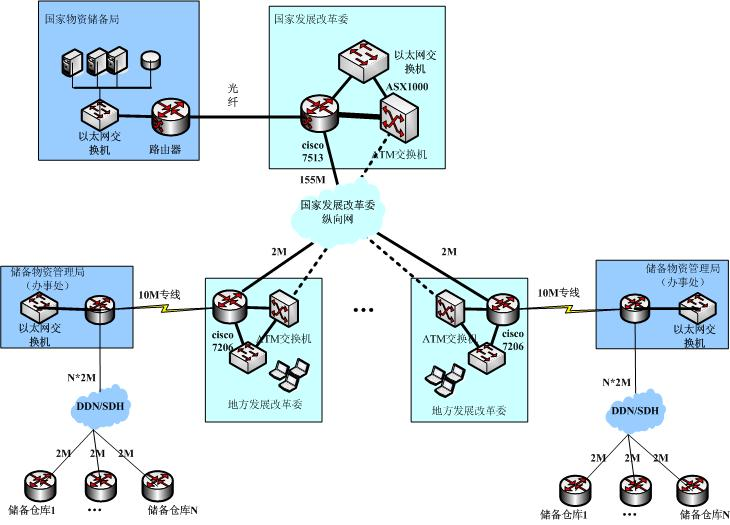 国家物资储备局
国家发展改革委
以太网交
换机
光
纤
ASX1000
以太网交
换机
路由器
cisco
7513
ATM交换机
155M
国家发展改革委
纵向网
2M
2M
储备物资管理局
（办事处）
10M专线
以太网交
换机
cisco
7206
ATM交换机
地方发展改革委
...
ATM交换机
cisco
7206
地方发展改革委
10M专线
储备物资管理局
（办事处）
以太网交
换机
N*2M
DDN/SDH
2M
2M
2M
储备仓库1
...
储备仓库N
N*2M
DDN/SDH
2M
2M
2M
储备仓库1
...
储备仓库N